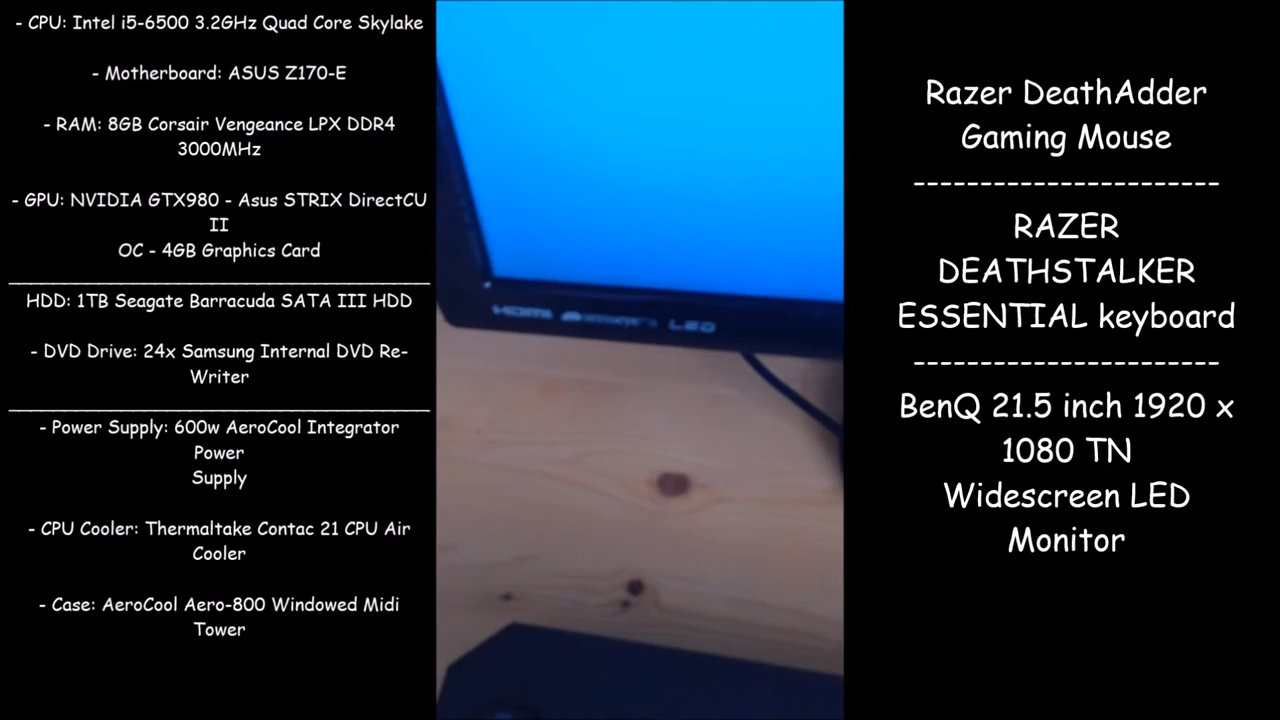 - CPU: Intel i5-6500 3.2GHz Quad Core Skylake
- Motherboard: ASUS Z170-E
- RAM: 8GB Corsair Vengeance LPX DDR4
3000MHz
- GPU: NVIDIA GTX980 - Asus STRIX DirectCU
II
OC - 4GB Graphics Card
HDD: 1TB Seagate Barracuda SATA III HDD
- DVD Drive: 24x Samsung Internal DVD Re-
Writer
- Power Supply: 600w AeroCool Integrator
Power
Supply
- CPU Cooler: Thermaltake Contac 21 CPU Air
Cooler
- Case: AeroCool Aero-800 Windowed Midi
Tower
HDMI LED
Razer DeathAdder
Gaming Mouse
-----------------------
RAZER
DEATHSTALKER
ESSENTIAL keyboard
-----------------------
BenQ 21.5 inch 1920 x
1080 TN
Widescreen LED
Monitor